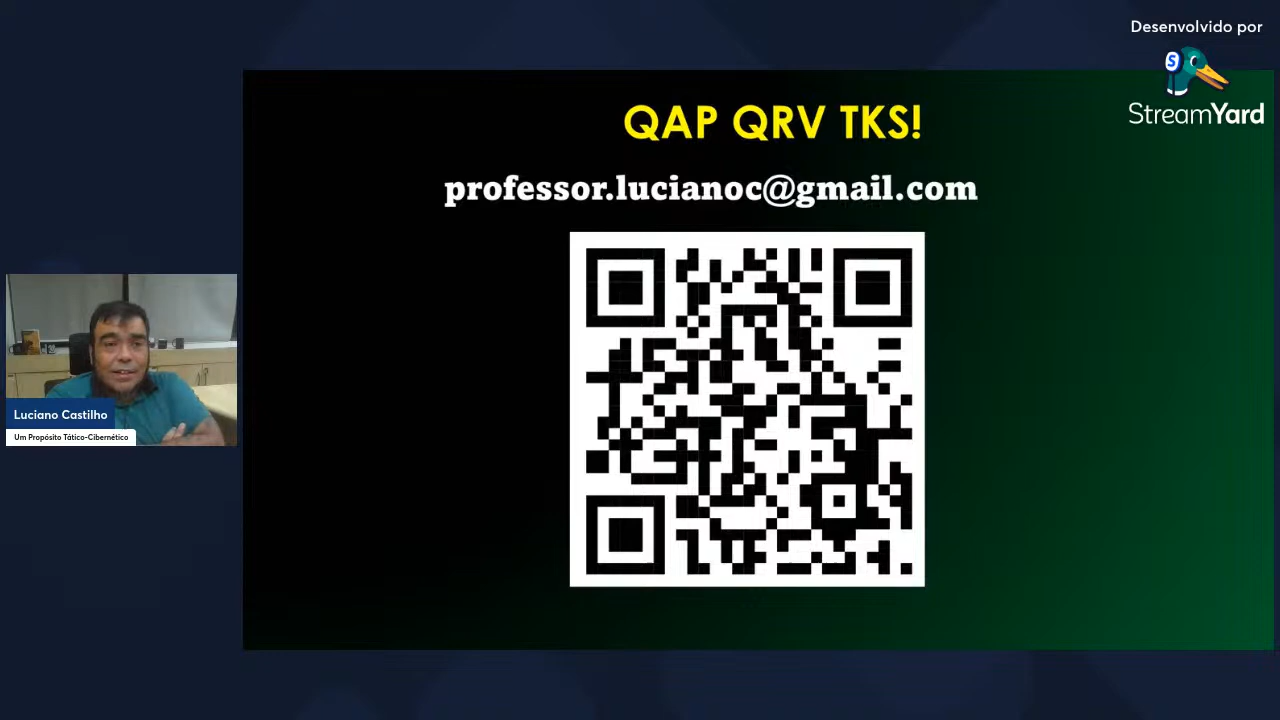 Desenvolvido por
StreamYard
QAP QRV TKS!
professor.lucianoc@gmail.com
Luciano Castilho
Um Propósito Tático-Cibernético